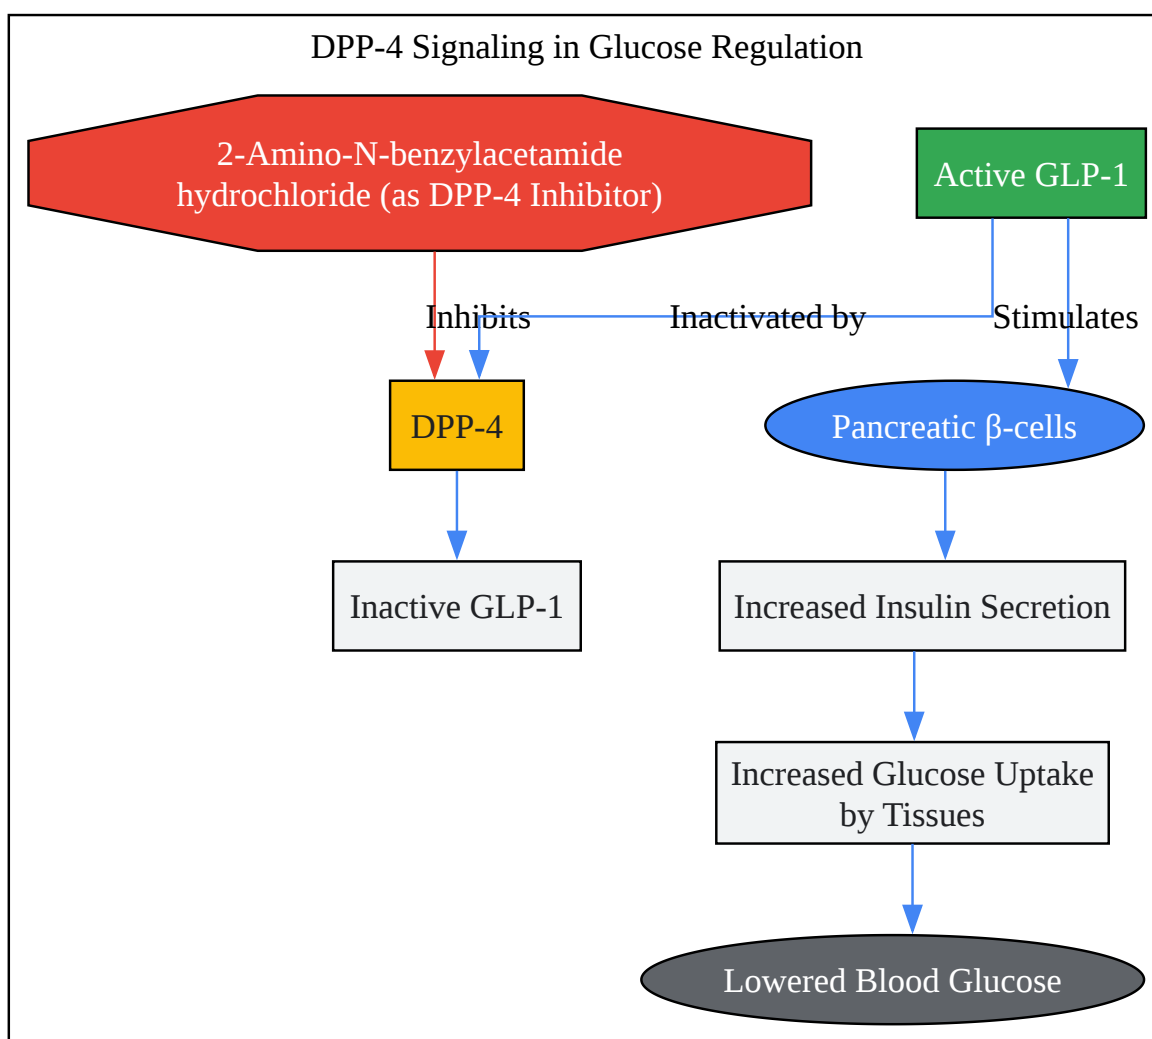 DPP-4 Signaling in Glucose Regulation
2-Amino-N-benzylacetamide
hydrochloride (as DPP-4 Inhibitor)
Active GLP-1
Inhibits
Inactivated by
Stimulates
DPP-4
Pancreatic β-cells
Inactive GLP-1
Increased Insulin Secretion
Increased Glucose Uptake
by Tissues
Lowered Blood Glucose